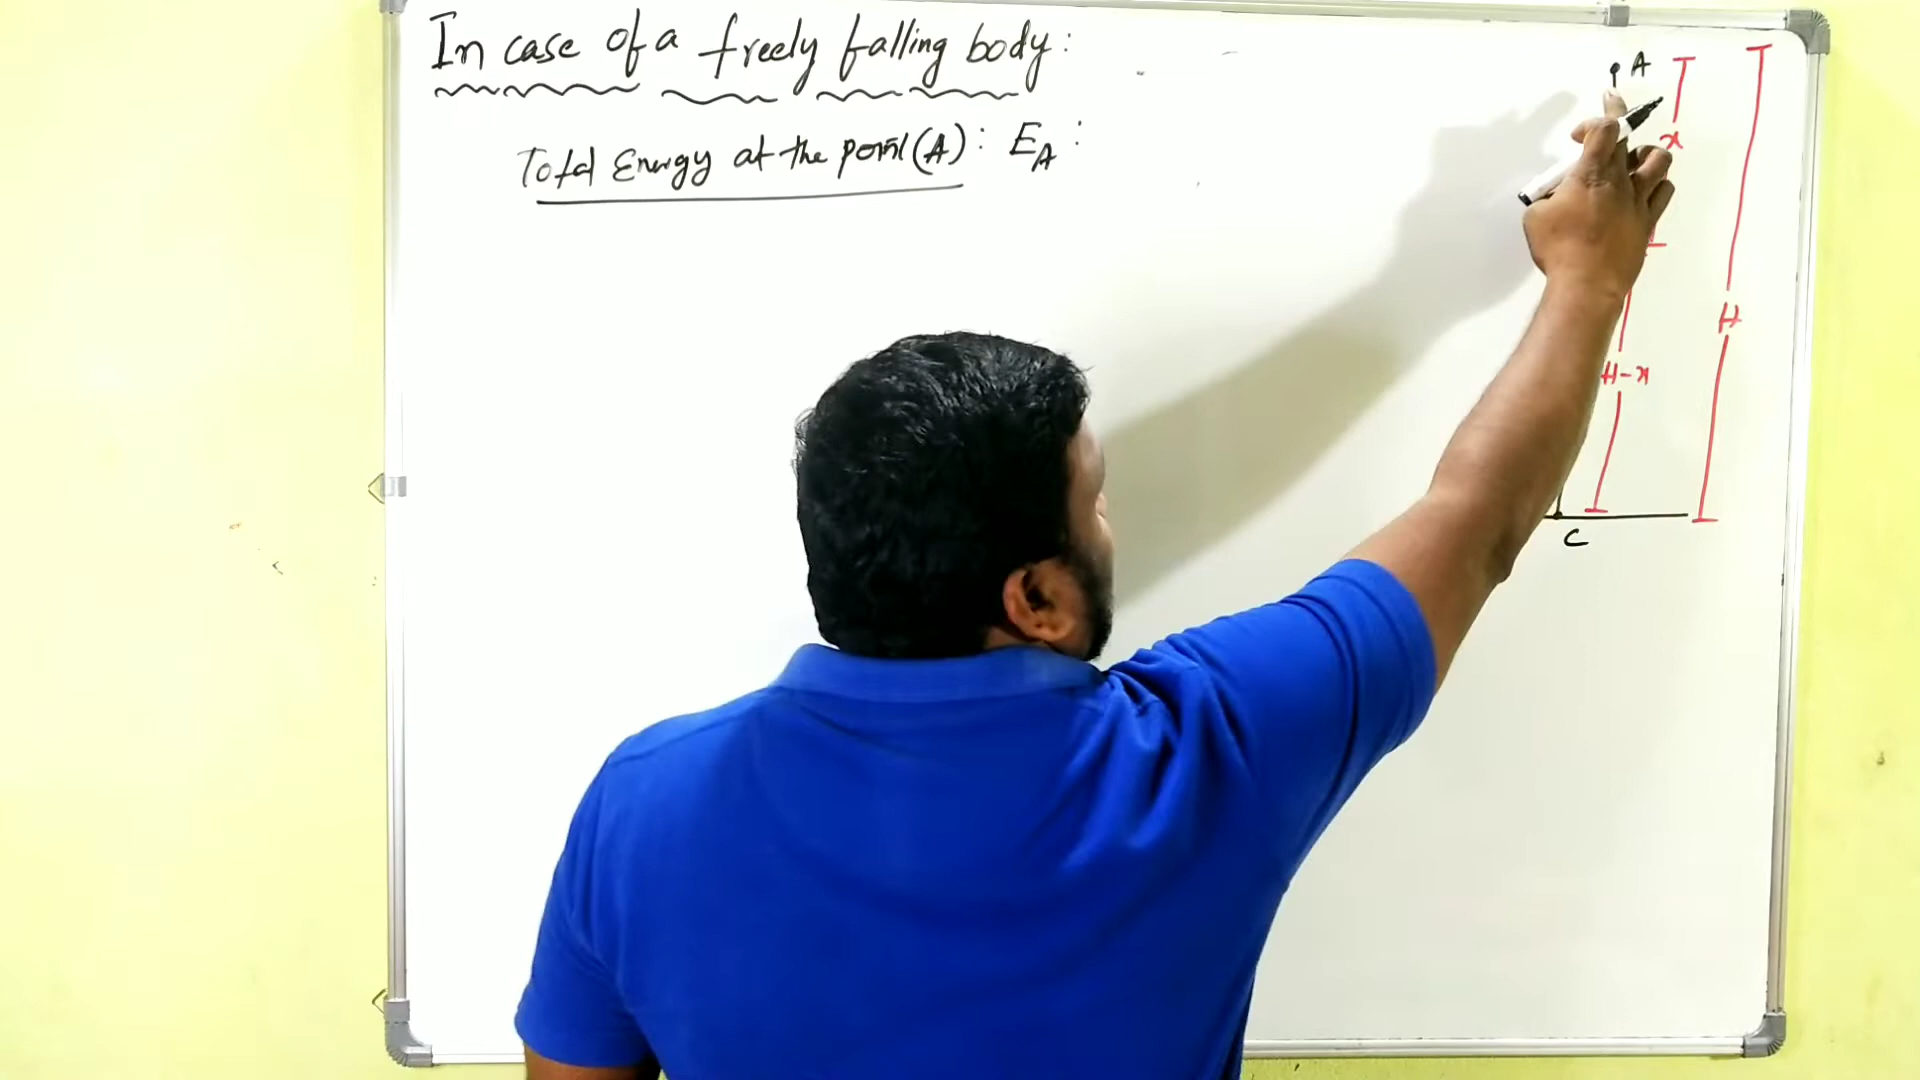 In case of a freely falling body:
Total Energy at the point (A): E_A:
A
x
H
H-x
C